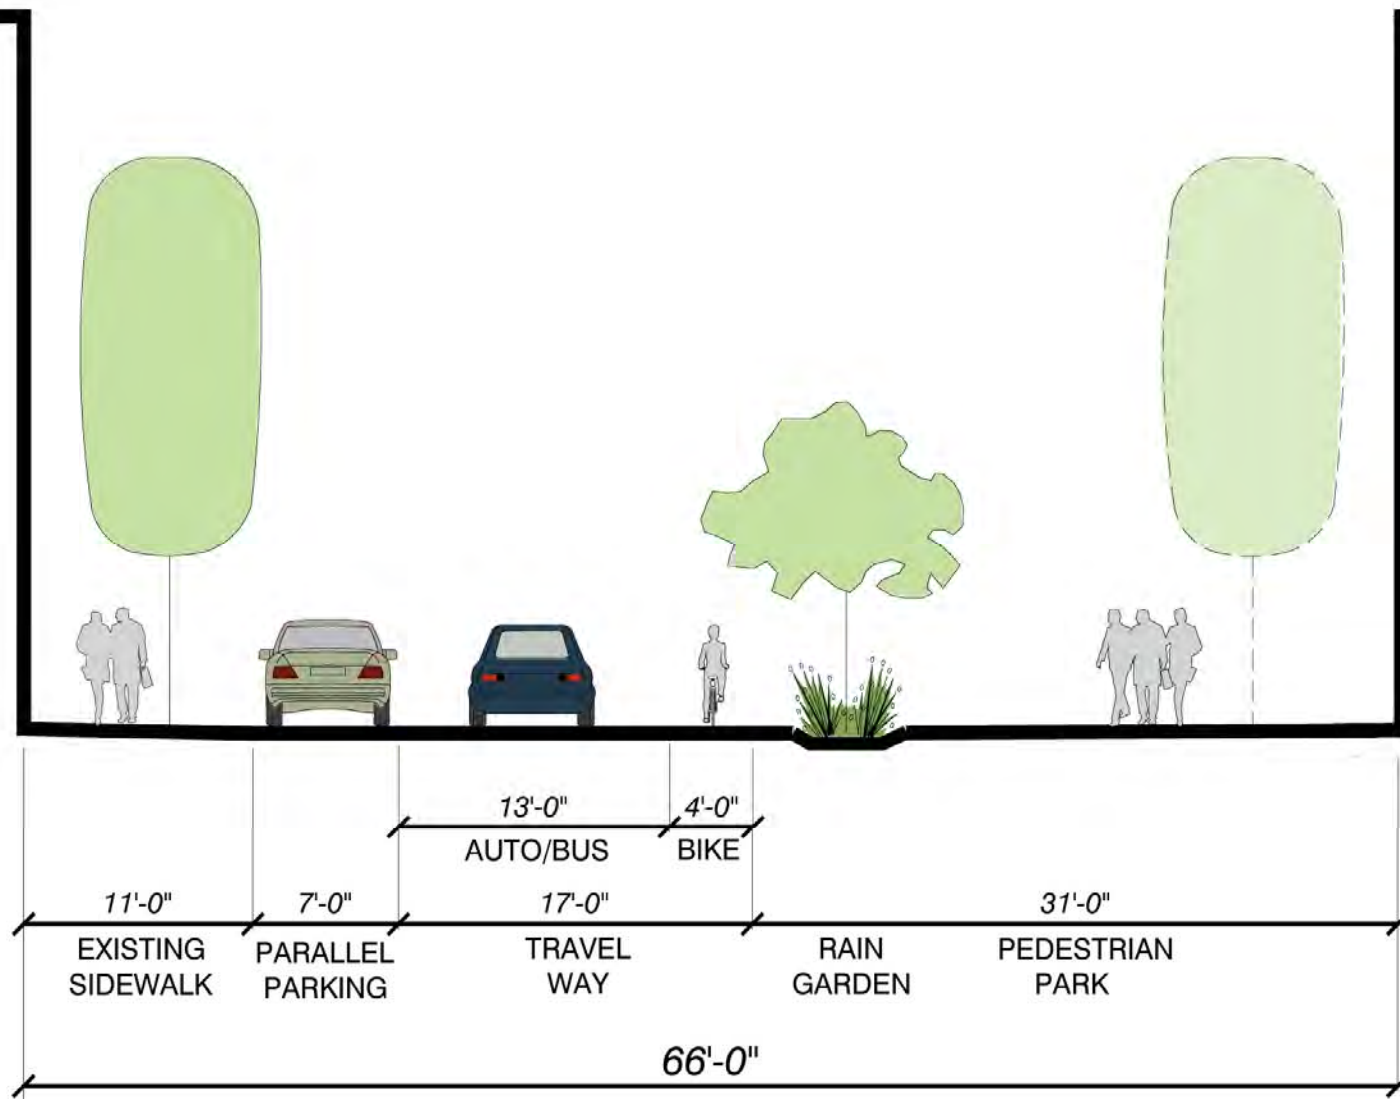 13'-0" 4'-0"
AUTO/BUS BIKE
11'-0" 7'-0" 17'-0" 31'-0"
EXISTING PARALLEL TRAVEL RAIN PEDESTRIAN
SIDEWALK PARKING WAY GARDEN PARK
66'-0"